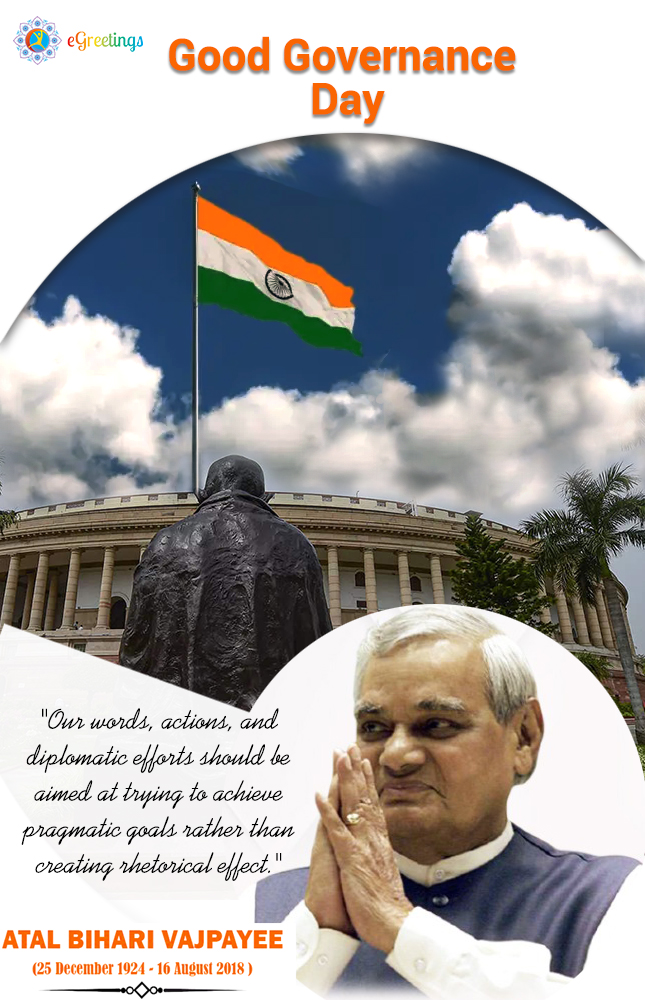 eGreetings
Good Governance
Day
"Our words, actions, and
diplomatic efforts should be
aimed at trying to achieve
pragmatic goals rather than
creating rhetorical effect."
ATAL BIHARI VAJPAYEE
(25 December 1924 - 16 August 2018 )